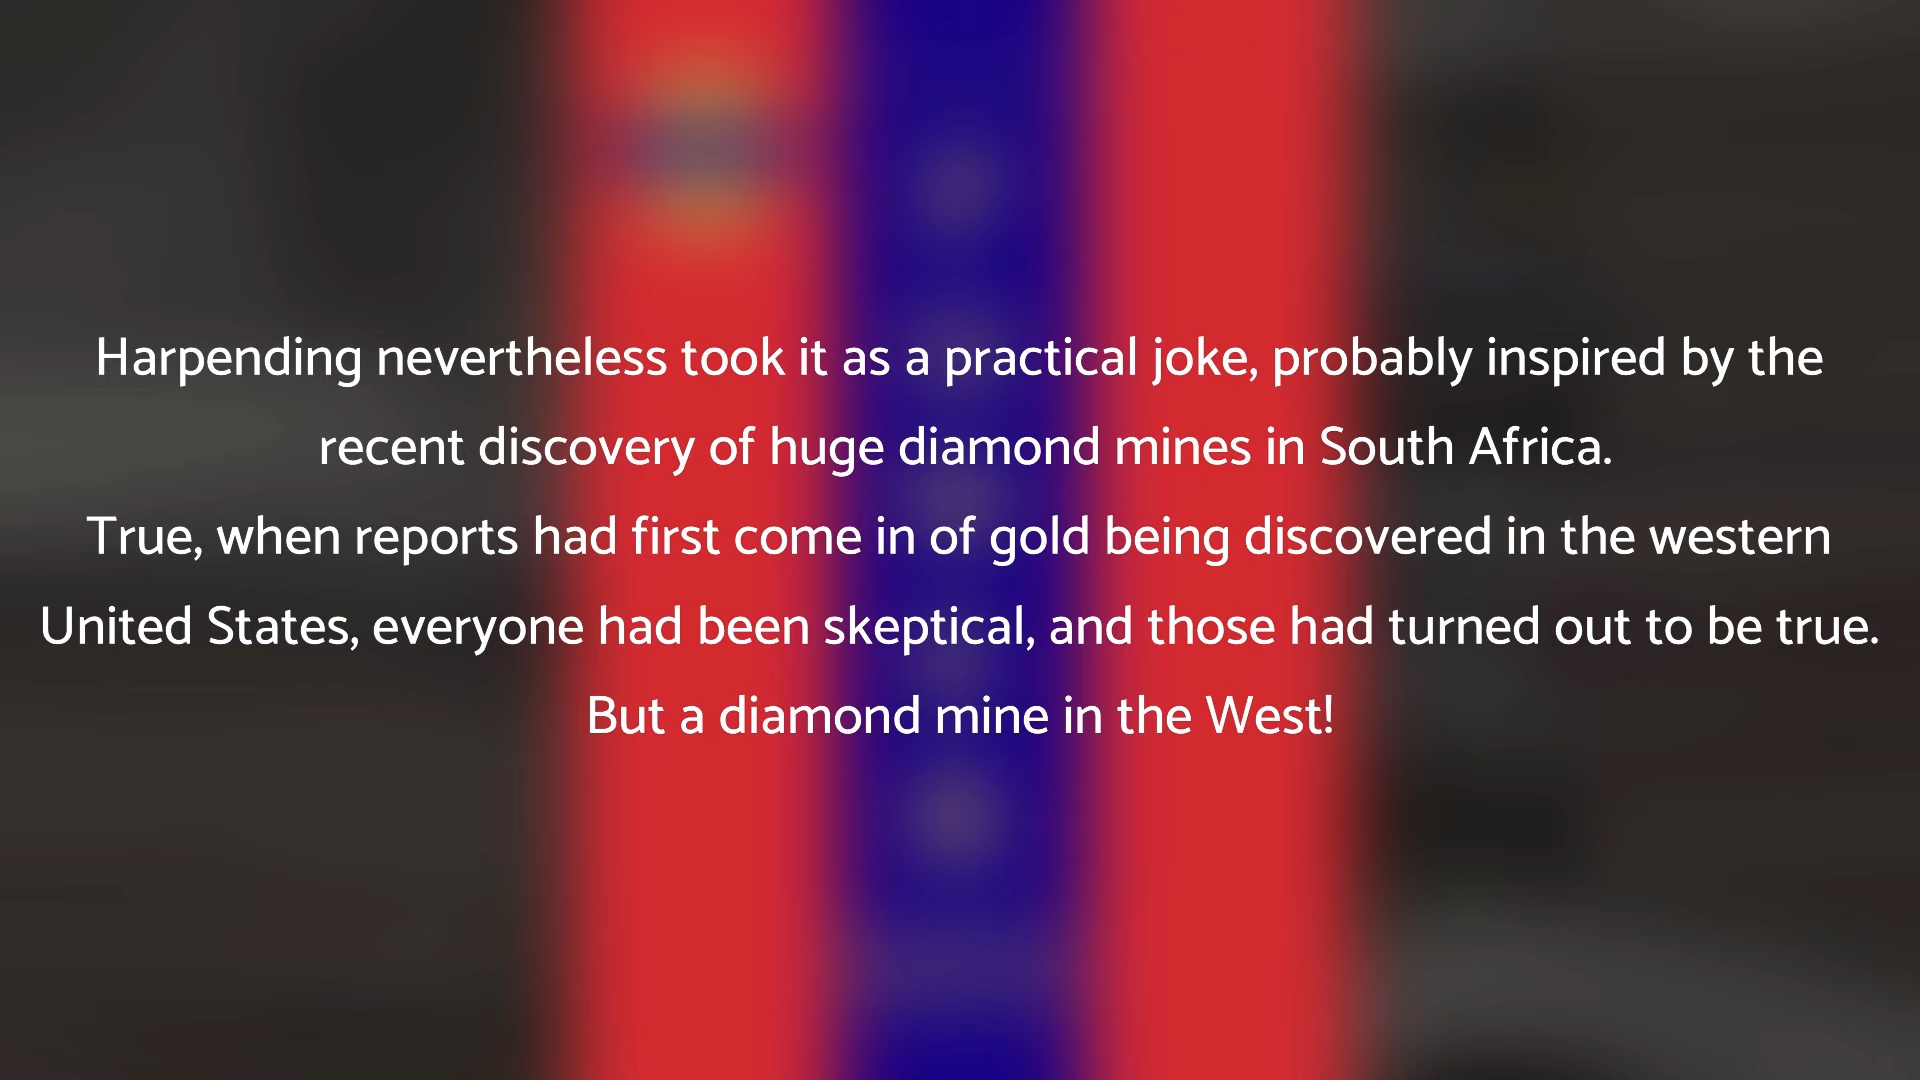 Harpending nevertheless took it as a practical joke, probably inspired by the
recent discovery of huge diamond mines in South Africa.
True, when reports had first come in of gold being discovered in the western
United States, everyone had been skeptical, and those had turned out to be true.
But a diamond mine in the West!